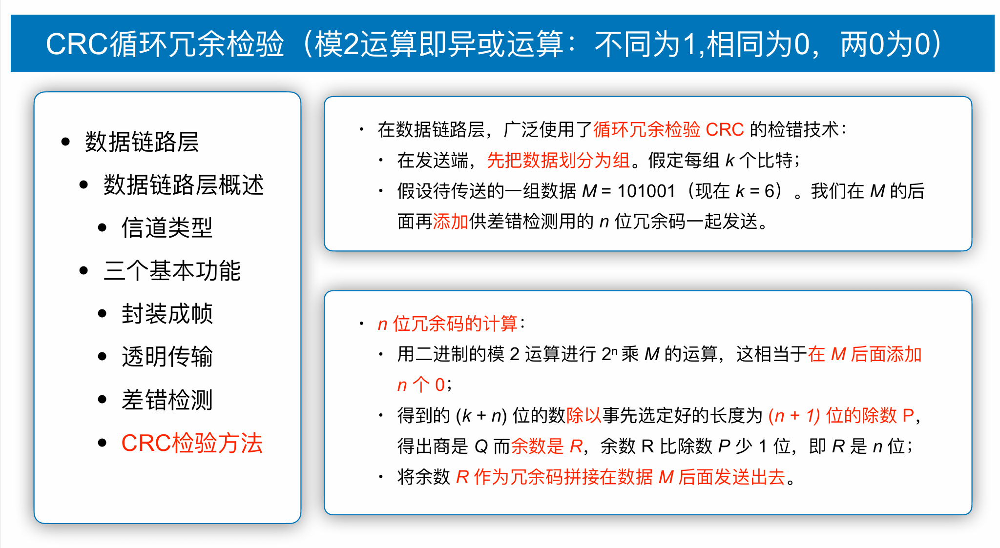 CRC循环冗余检验（模2运算即异或运算：不同为1,相同为0，两0为0）
数据链路层
数据链路层概述
信道类型
三个基本功能
封装成帧
透明传输
差错检测
CRC检验方法
在数据链路层，广泛使用了循环冗余检验 CRC 的检错技术：
在发送端，先把数据划分为组。假定每组 k 个比特；
假设待传送的一组数据 M = 101001（现在 k = 6）。我们在 M 的后
面再添加供差错检测用的 n 位冗余码一起发送。
n 位冗余码的计算：
用二进制的模 2 运算进行 2ⁿ 乘 M 的运算，这相当于在 M 后面添加
n 个 0；
得到的 (k + n) 位的数除以事先选定好的长度为 (n + 1) 位的除数 P，
得出商是 Q 而余数是 R，余数 R 比除数 P 少 1 位，即 R 是 n 位；
将余数 R 作为冗余码拼接在数据 M 后面发送出去。